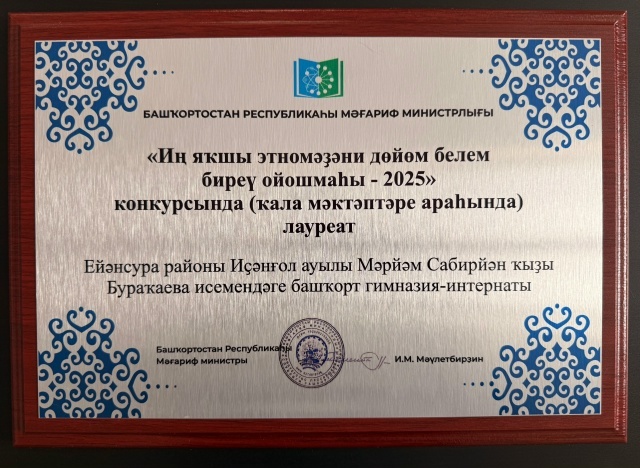 БАШҠОРТОСТАН РЕСПУБЛИКАҺЫ МӘҒАРИФ МИНИСТРЛЫҒЫ
«Иң яҡшы этномәҙәни дөйөм белем
биреү ойошмаһы - 2025»
конкурсында (ҡала мәктәптәре араһында)
лауреат
Ейәнсура районы Иҫәнғол ауылы Мәрйәм Сабирйән ҡыҙы
Бураҡаева исемендәге башҡорт гимназия-интернаты
Башҡортостан Республикаһы
Мәғариф министры
И.М. Мәүлетбирҙин